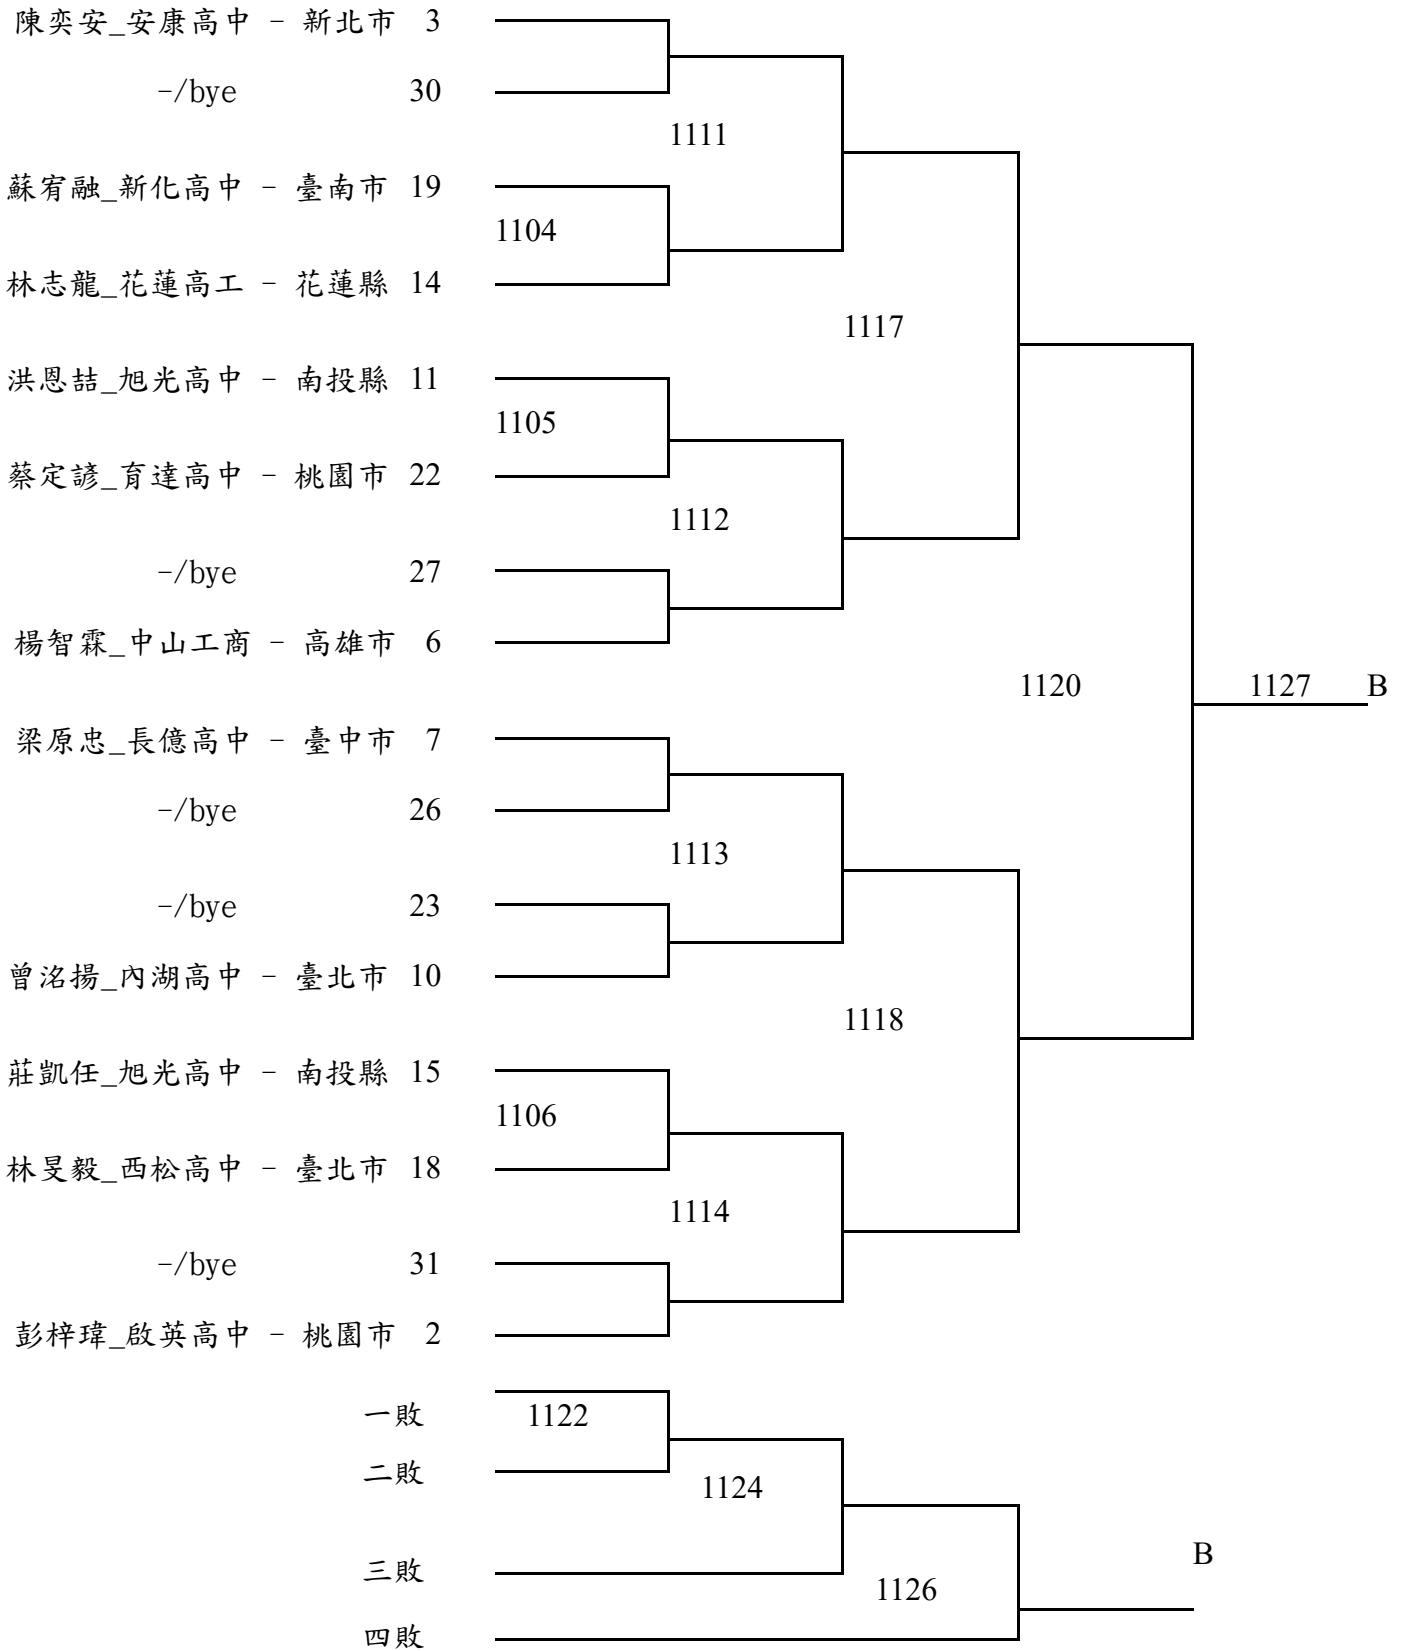 陳奕安_安康高中 - 新北市 3
-/bye 30
1111
蘇宥融_新化高中 - 臺南市 19
1104
林志龍_花蓮高工 - 花蓮縣 14
1117
洪恩喆_旭光高中 - 南投縣 11
1105
蔡定諺_育達高中 - 桃園市 22
1112
-/bye 27
楊智霖_中山工商 - 高雄市 6
1120 1127 B
梁原忠_長億高中 - 臺中市 7
-/bye 26
1113
-/bye 23
曾洺揚_內湖高中 - 臺北市 10
1118
莊凱任_旭光高中 - 南投縣 15
1106
林旻毅_西松高中 - 臺北市 18
1114
-/bye 31
彭梓瑋_啟英高中 - 桃園市 2
一敗 1122
二敗
1124
B
三敗
1126
四敗